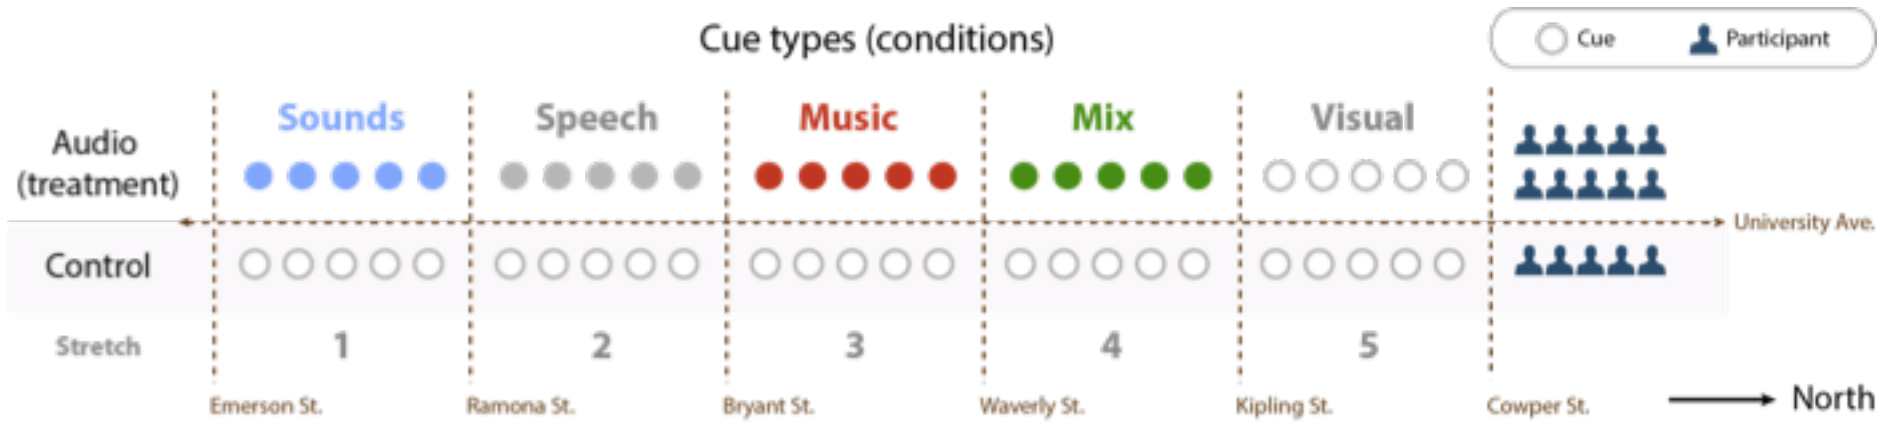 Cue types (conditions)
Cue
Participant
Sounds
Speech
Music
Mix
Visual
Audio
(treatment)
University Ave.
Control
Stretch
1
2
3
4
5
Emerson St.
Ramona St.
Bryant St.
Waverly St.
Kipling St.
Cowper St.
North